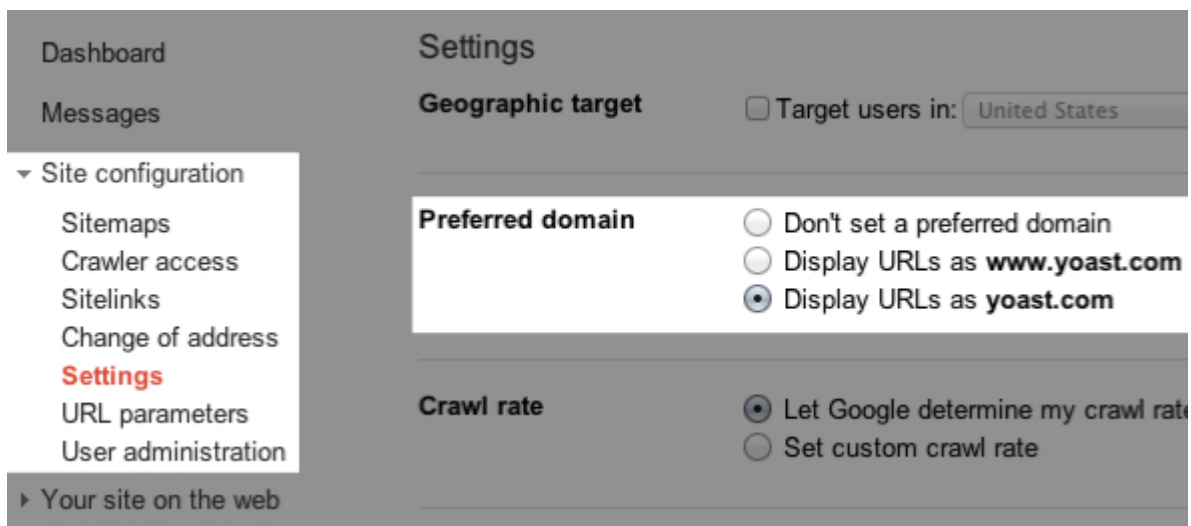 Dashboard
Messages
Site configuration
Sitemaps
Crawler access
Sitelinks
Change of address
Settings
URL parameters
User administration
Your site on the web
Settings
Geographic target
Target users in: United States
Preferred domain
Don't set a preferred domain
Display URLs as www.yoast.com
Display URLs as yoast.com
Crawl rate
Let Google determine my crawl rate
Set custom crawl rate